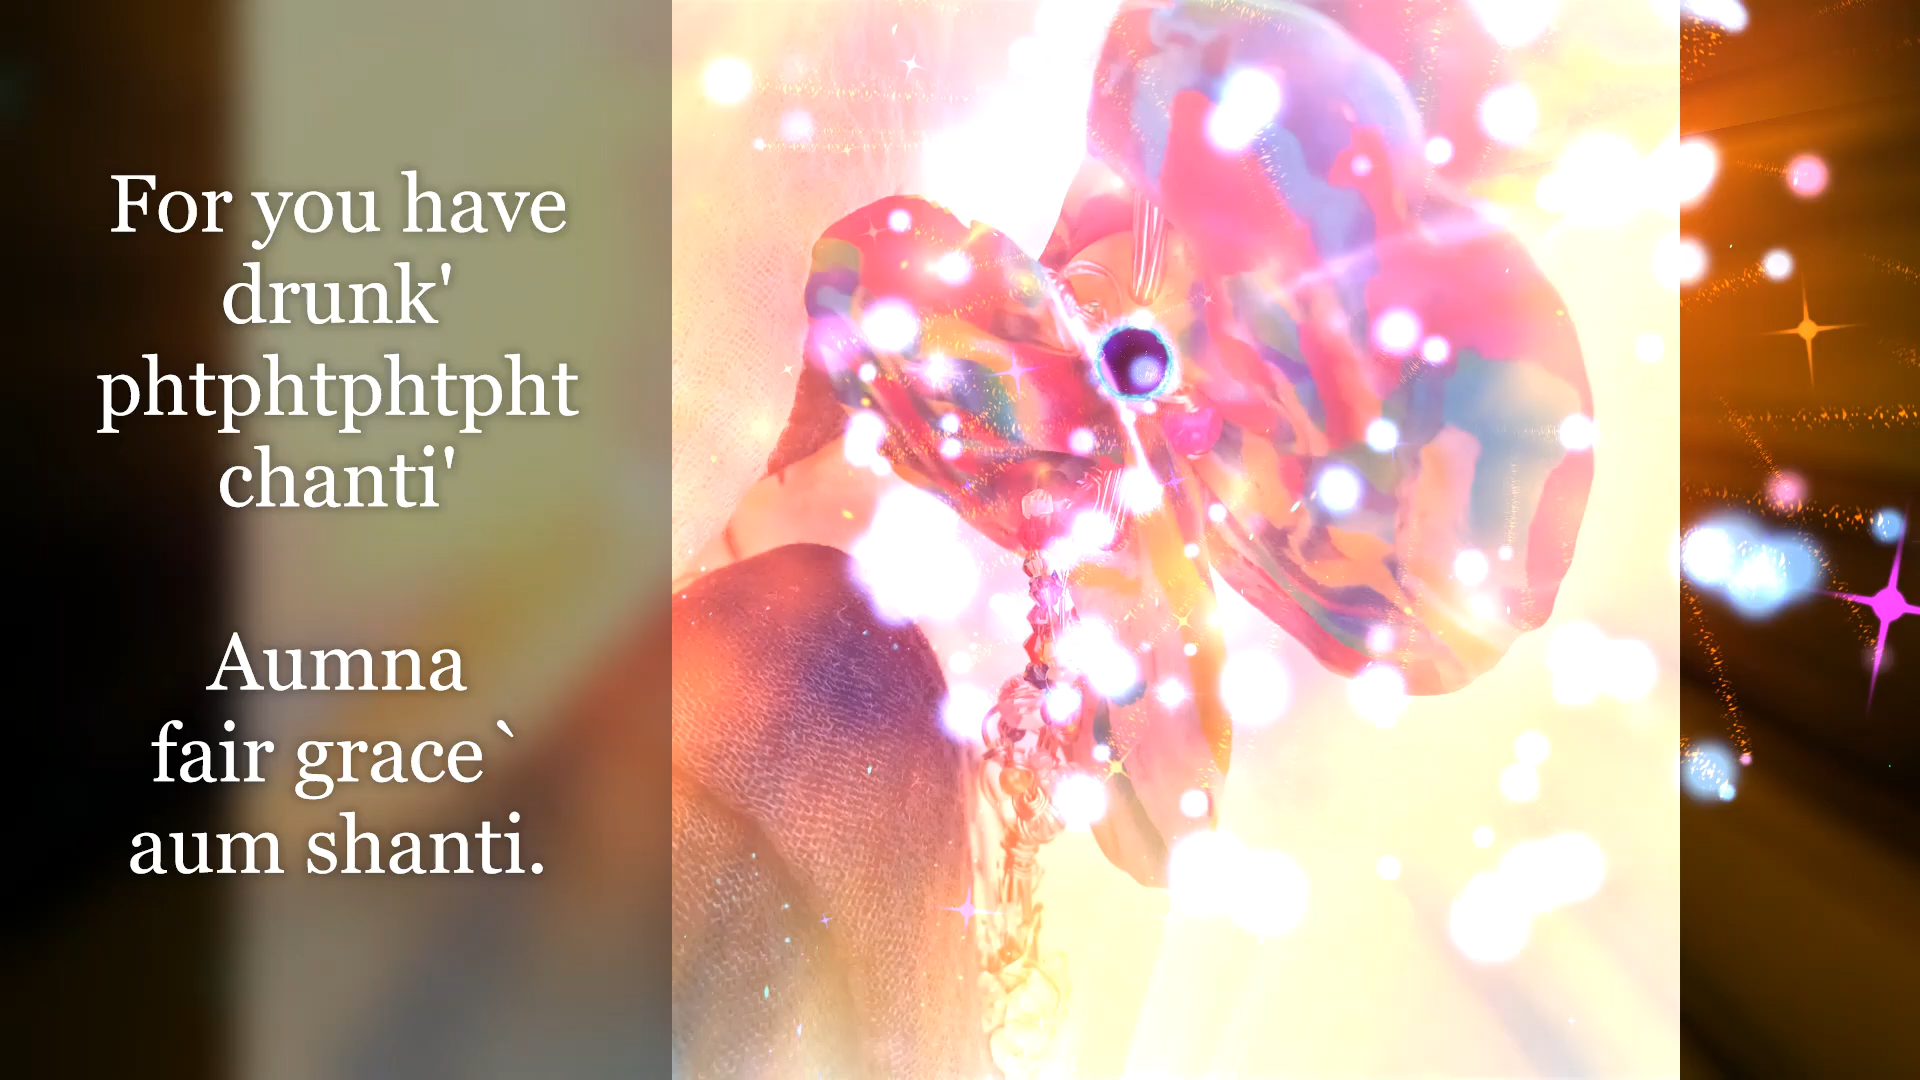 For you have
drunk'
phtphtphtpht
chanti'
Aumna
fair grace`
aum shanti.